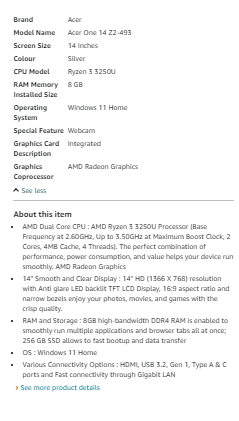 Brand Acer
Model Name Acer One 14 Z2-493
Screen Size 14 Inches
Colour Silver
CPU Model Ryzen 3 3250U
RAM Memory 8 GB
Installed Size
Operating Windows 11 Home
System
Special Feature Webcam
Graphics Card Integrated
Description
Graphics AMD Radeon Graphics
Coprocessor
See less
About this item
• AMD Dual Core CPU : AMD Ryzen 3 3250U Processor (Base
Frequency at 2.60GHz, Up to 3.50GHz at Maximum Boost Clock, 2
Cores, 4MB Cache, 4 Threads). The perfect combination of
performance, power consumption, and value helps your device run
smoothly. AMD Radeon Graphics
• 14" Smooth and Clear Display : 14" HD (1366 X 768) resolution
with Anti glare LED backlit TFT LCD Display, 16:9 aspect ratio and
narrow bezels enjoy your photos, movies, and games with the
crisp quality.
• RAM and Storage : 8GB high-bandwidth DDR4 RAM is enabled to
smoothly run multiple applications and browser tabs all at once;
256 GB SSD allows to fast bootup and data transfer
• OS : Windows 11 Home
• Various Connectivity Options : HDMI, USB 3.2, Gen 1, Type A & C
ports and Fast connectivity through Gigabit LAN
› See more product details